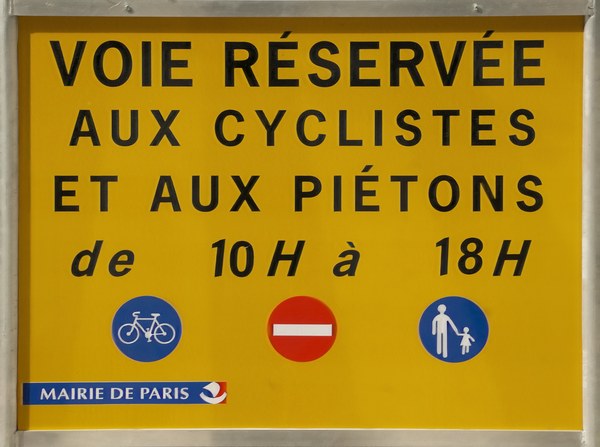 VOIE RÉSERVÉE
AUX CYCLISTES
ET AUX PIÉTONS
de 10H à 18H
MAIRIE DE PARIS